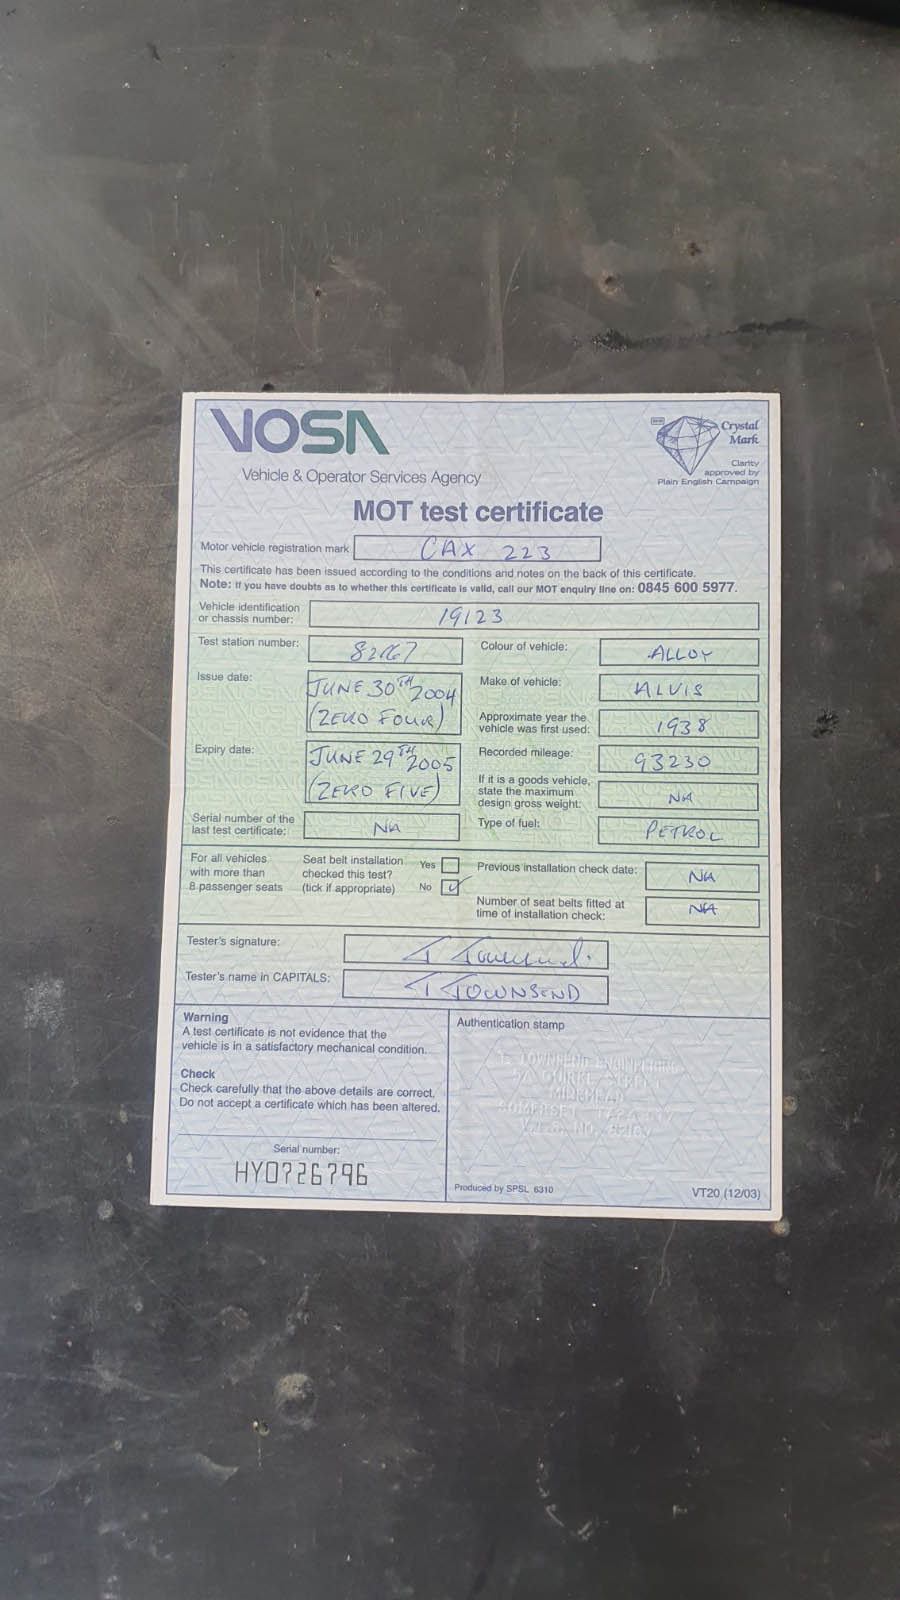 VOSA
Vehicle & Operator Services Agency
Crystal
Mark
Clarity
approved by
Plain English Campaign
MOT test certificate
Motor vehicle registration mark CAX 223
This certificate has been issued according to the conditions and notes on the back of this certificate.
Note: If you have doubts as to whether this certificate is valid, call our MOT enquiry line on: 0845 600 5977.
Vehicle identification
or chassis number: 19123
Test station number: 82167
Colour of vehicle: ALLOY
Issue date: JUNE 30TH 2004
(ZERO FOUR)
Make of vehicle: ALVIS
Approximate year the
vehicle was first used: 1938
Expiry date: JUNE 29TH 2005
(ZERO FIVE)
Recorded mileage: 93230
If it is a goods vehicle,
state the maximum
design gross weight: NA
Serial number of the
last test certificate: NA
Type of fuel: PETROL
For all vehicles
with more than
8 passenger seats
Seat belt installation
checked this test?
(tick if appropriate)
Yes
No
Previous installation check date: NA
Number of seat belts fitted at
time of installation check: NA
Tester's signature: T Townsend
Tester's name in CAPITALS: T TOWNSEND
Warning
A test certificate is not evidence that the
vehicle is in a satisfactory mechanical condition.
Check
Check carefully that the above details are correct.
Do not accept a certificate which has been altered.
Serial number:
HY0726796
Authentication stamp
ENGINEERING
MINEHEAD
SOMERSET TA24
V.T.S. NO. 82167
Produced by SPSL 6310
VT20 (12/03)